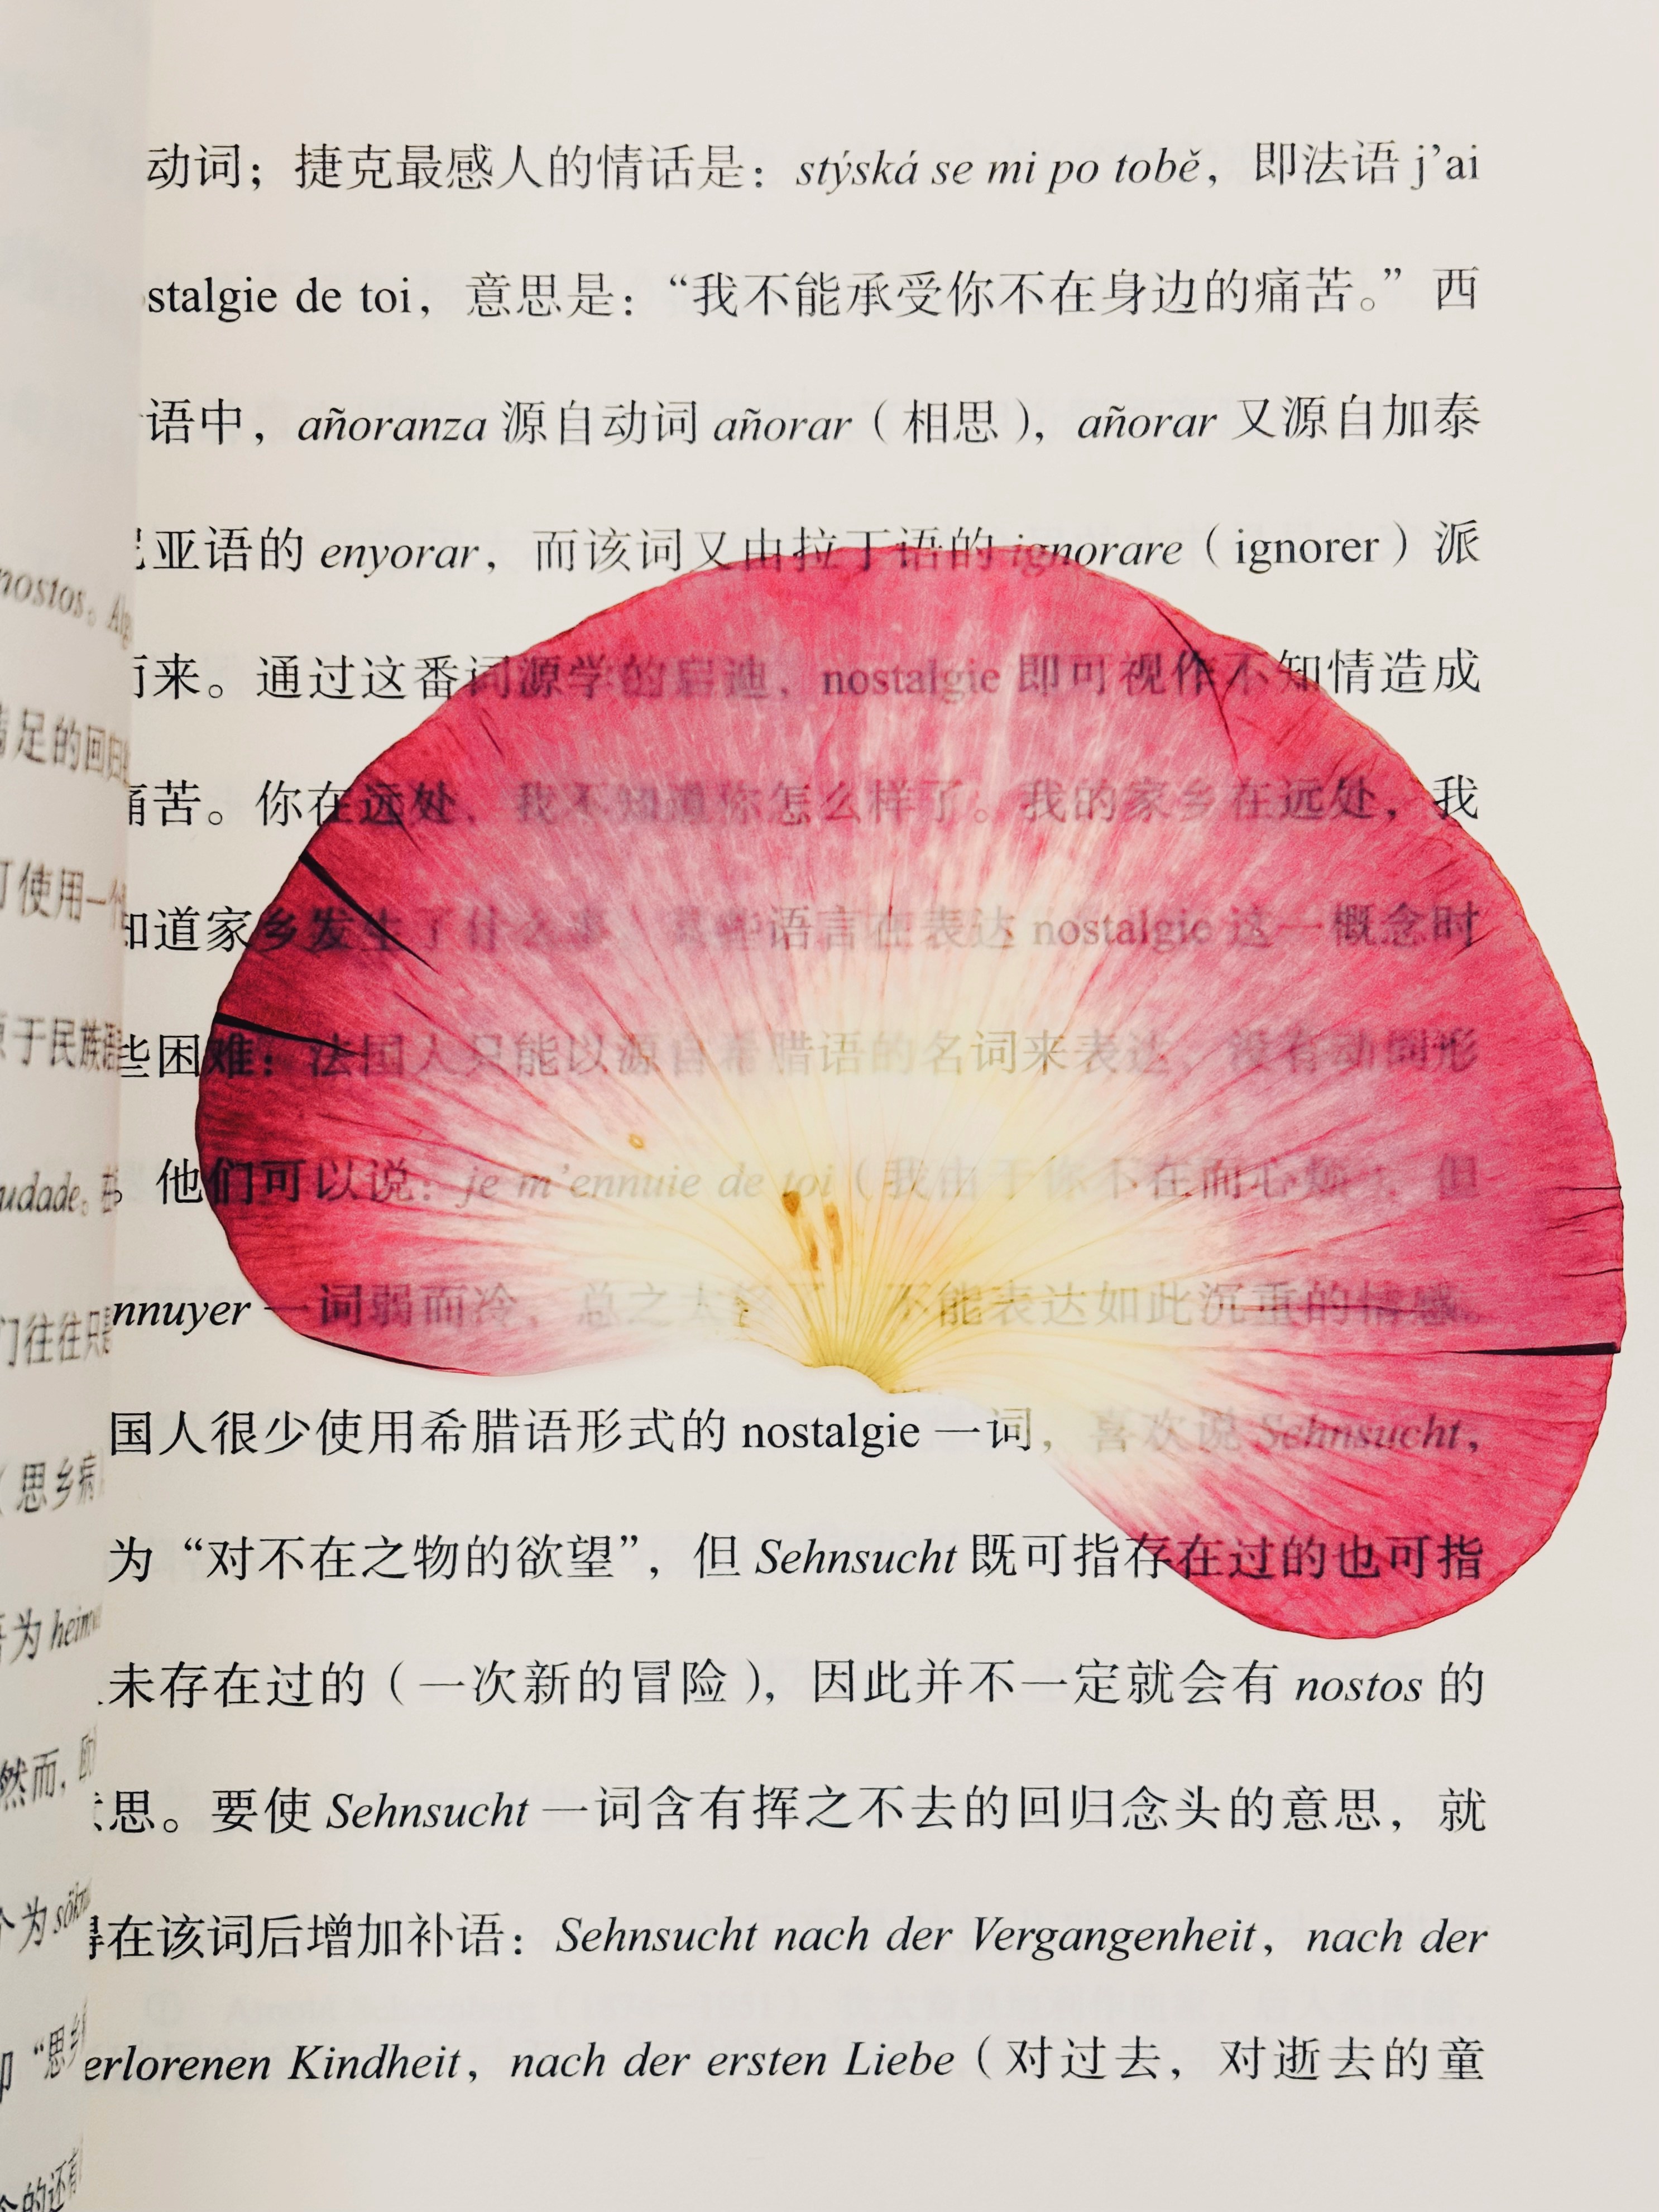 动词；捷克最感人的情话是：stýská se mi po tobě，即法语 j’ai
stalgie de toi，意思是：“我不能承受你不在身边的痛苦。”西
语中，añoranza 源自动词 añorar（相思），añorar 又源自加泰
亚语的 enyorar，而该词又由拉丁语的 ignorare（ignorer）派
来。通过这番词源学的启迪，nostalgie 即可视作不知情造成
痛苦。你在远处，我不知道你怎么样了。我的家乡在远处，我
知道家乡发生了什么事 某些语言在表达 nostalgie 这一概念时
些困难：法国人只能以源自希腊语的名词来表达，没有动词形
。他们可以说：je m’ennuie de toi（我由于你不在而心烦），但
nnuyer 一词弱而冷，总之太 不能表达如此沉重的情感。
国人很少使用希腊语形式的 nostalgie 一词，喜欢说 Sehnsucht，
为“对不在之物的欲望”，但 Sehnsucht 既可指存在过的也可指
未存在过的（一次新的冒险），因此并不一定就会有 nostos 的
思。要使 Sehnsucht 一词含有挥之不去的回归念头的意思，就
得在该词后增加补语：Sehnsucht nach der Vergangenheit，nach der
erlorenen Kindheit，nach der ersten Liebe（对过去，对逝去的童
nostos。
足的回归
使用一
于民族
udade。
们往往只
（思乡病
为
然而，
为
“思乡
的还有